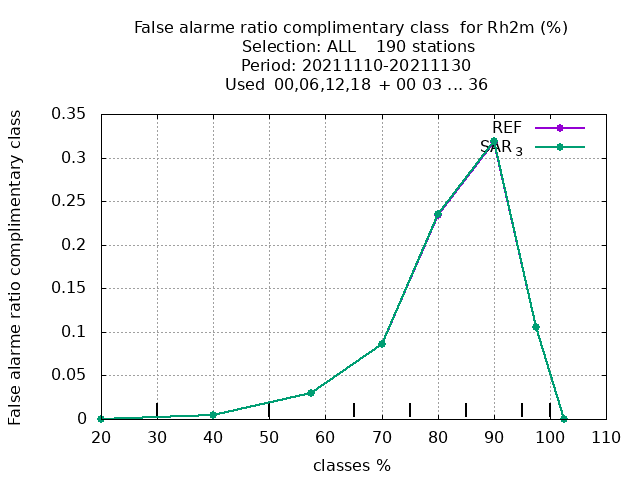 False alarme ratio complimentary class  for Rh2m (%)
Selection: ALL    190 stations
Period: 20211110-20211130
Used  00,06,12,18  + 00 03 ... 36
False alarme ratio complimentary class
0.35
0.3
0.25
0.2
0.15
0.1
0.05
0
REF
SAR 3
20 30 40 50 60 70 80 90 100 110
classes %